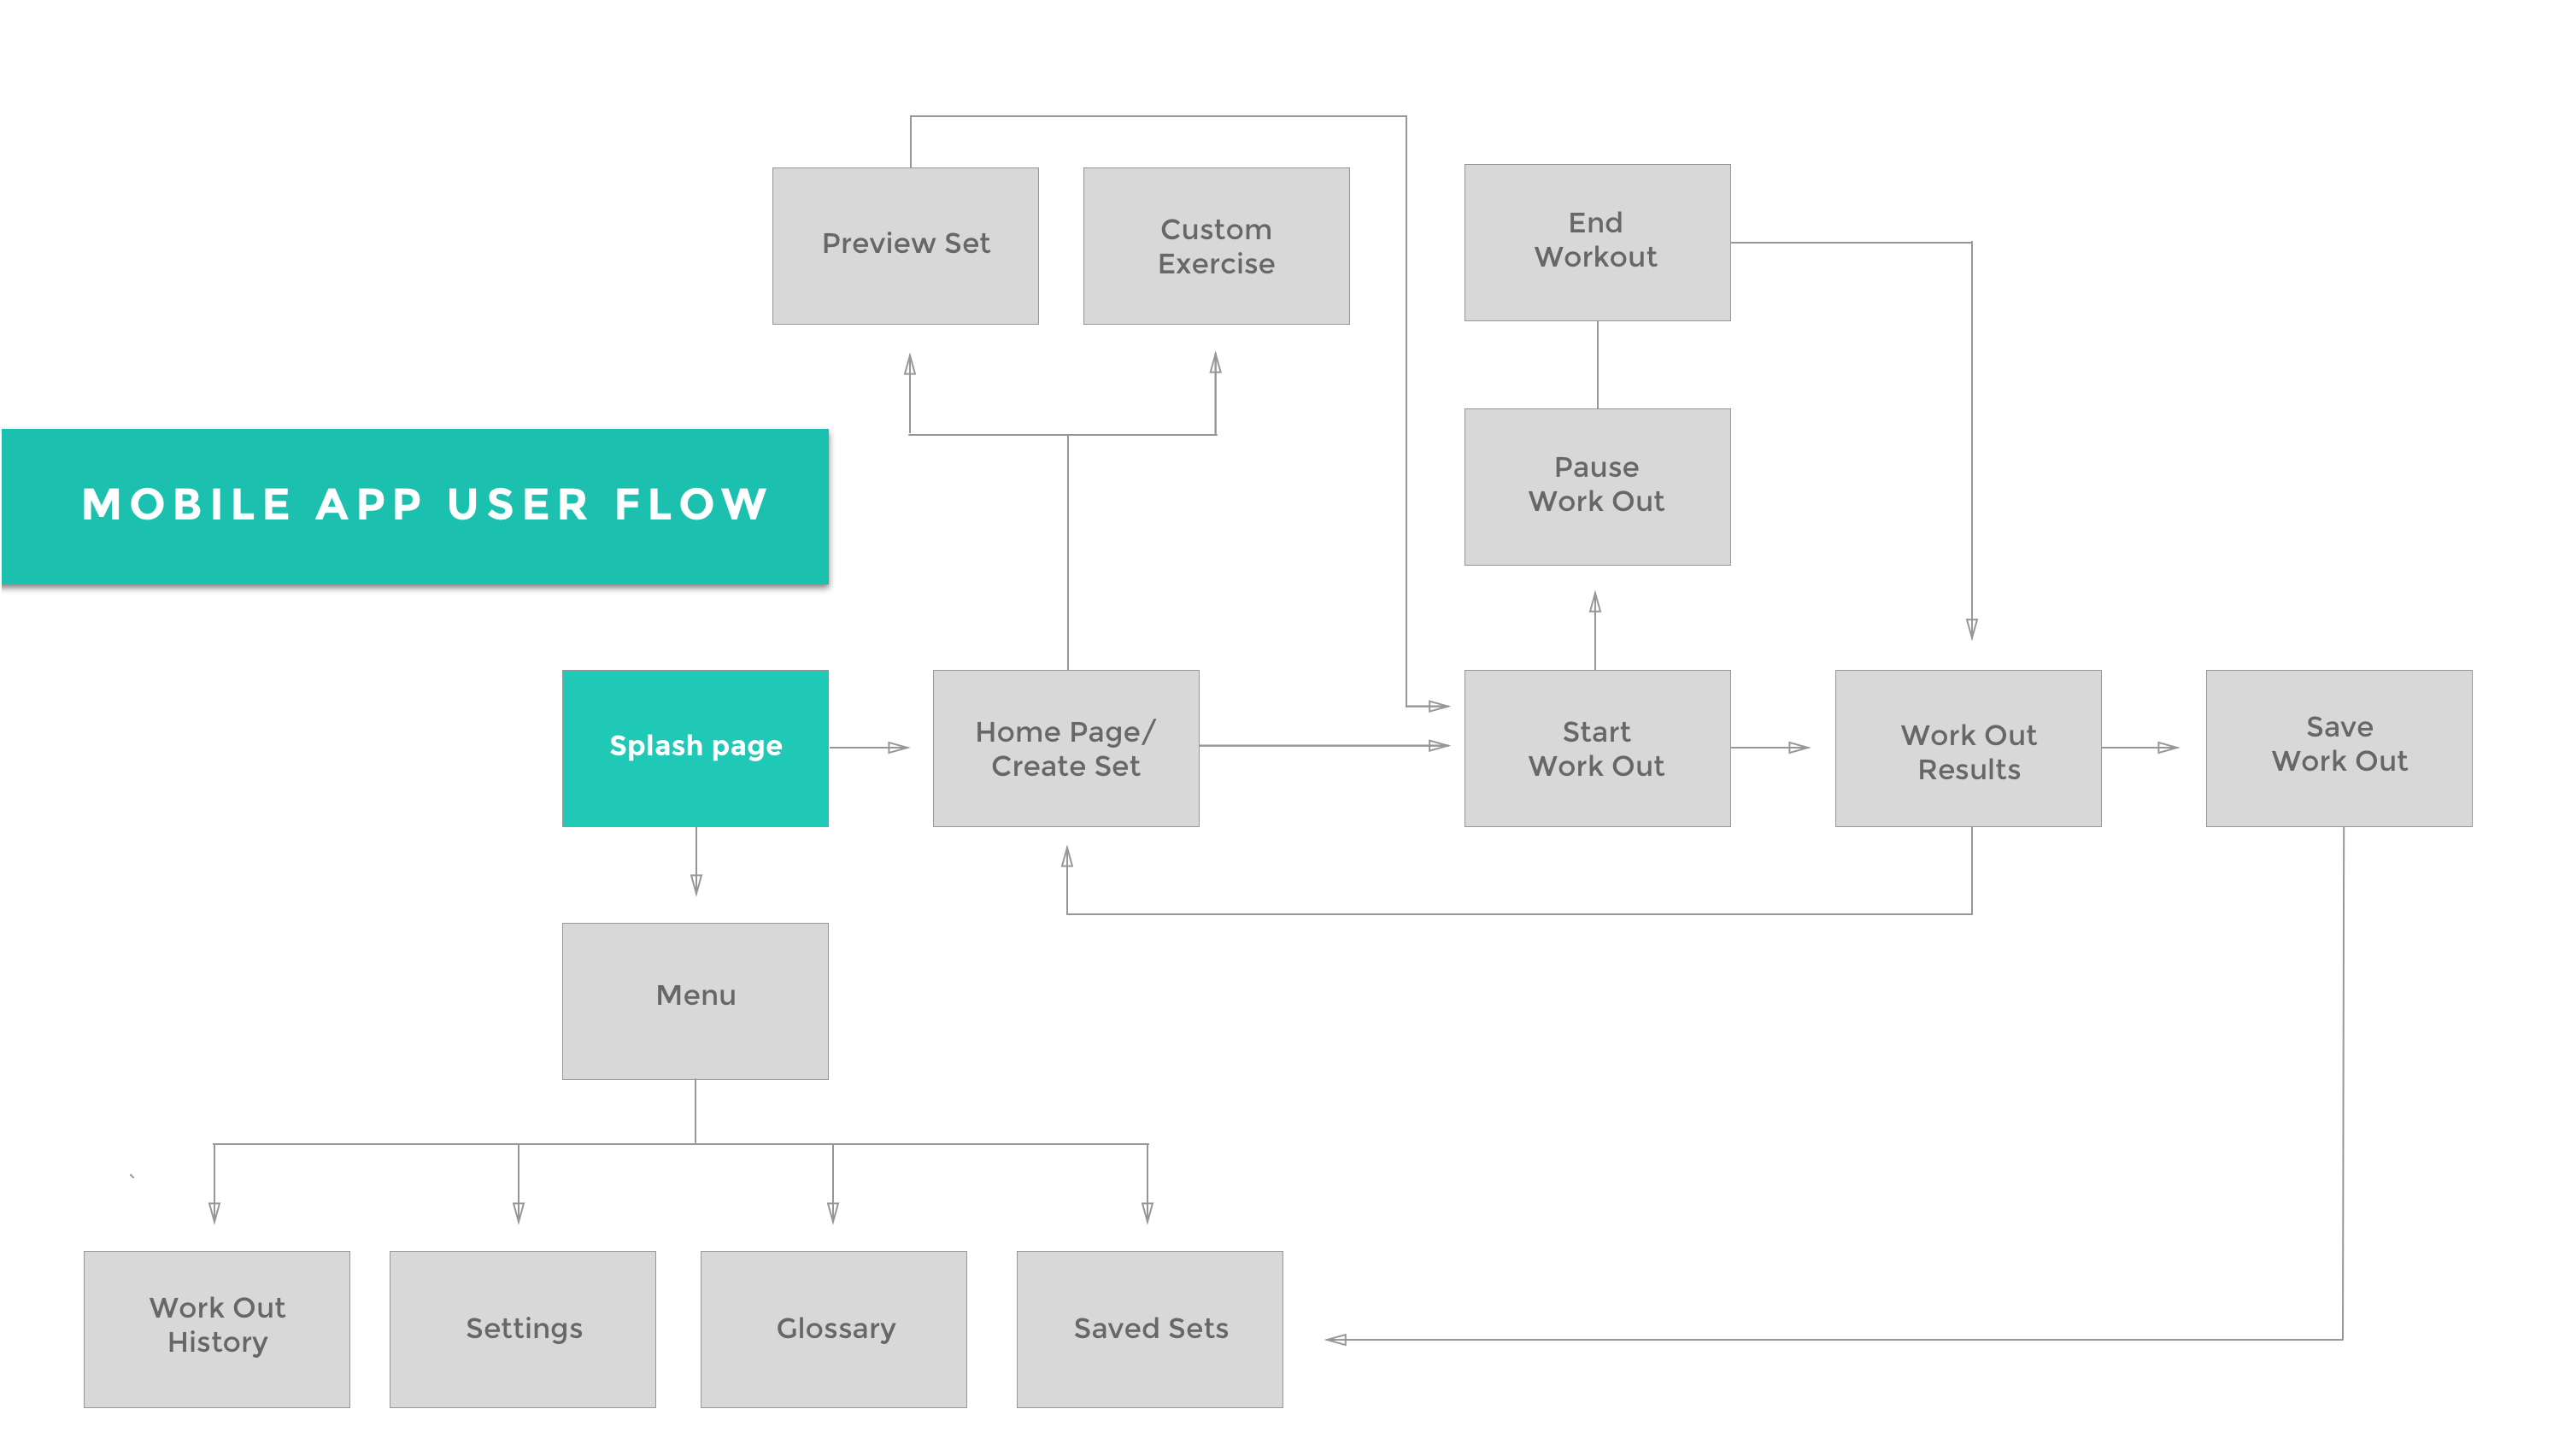 Preview Set
Custom
Exercise
End
Workout
MOBILE APP USER FLOW
Pause
Work Out
Splash page
Home Page/
Create Set
Start
Work Out
Work Out
Results
Save
Work Out
Menu
`
Work Out
History
Settings
Glossary
Saved Sets